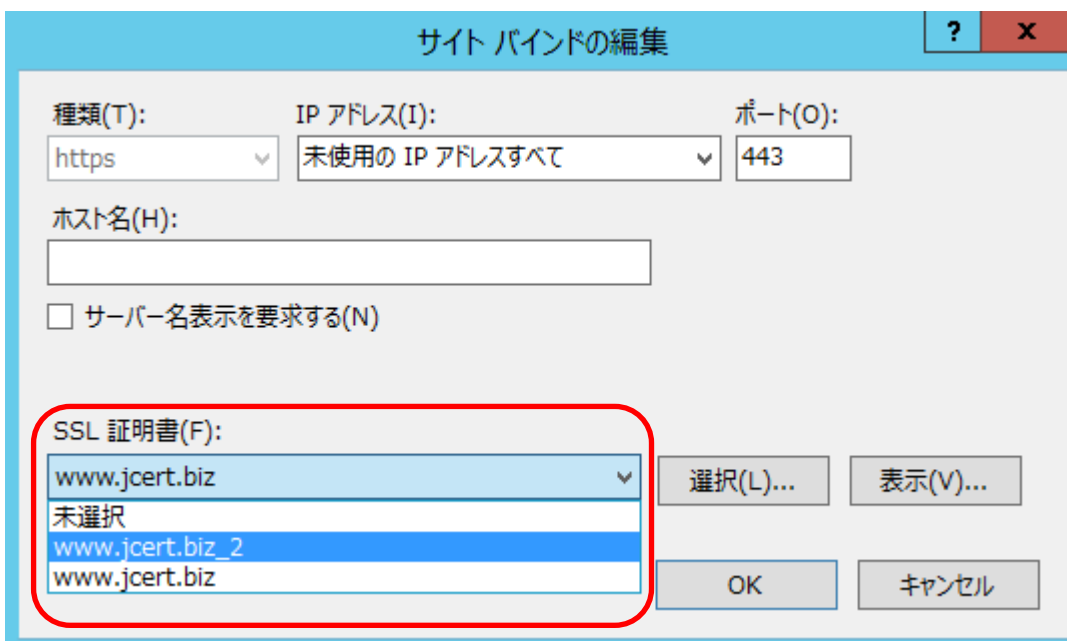 サイト バインドの編集
?
x
種類(T):
IP アドレス(I):
ポート(O):
https
未使用の IP アドレスすべて
443
ホスト名(H):
サーバー名表示を要求する(N)
SSL 証明書(F):
www.jcert.biz
選択(L)...
表示(V)...
未選択
www.jcert.biz_2
www.jcert.biz
OK
キャンセル